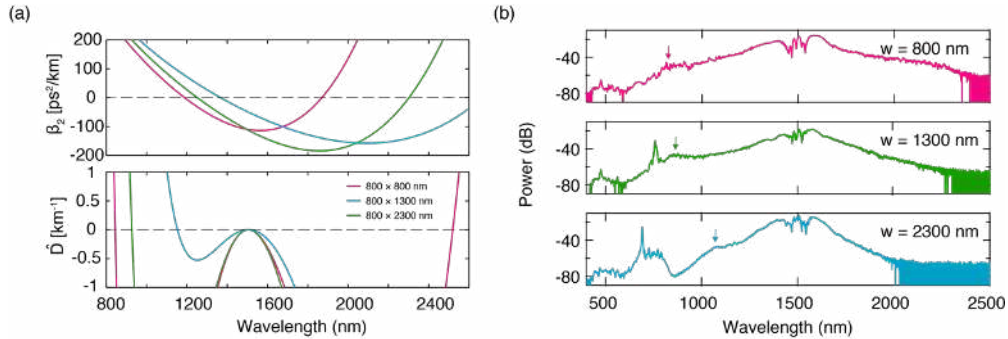 (a)
200
100
0
-100
-200
β₂ [ps²/km]
1
0.5
0
-0.5
-1
D̂ [km⁻¹]
800 × 800 nm
800 × 1300 nm
800 × 2300 nm
800 1200 1600 2000 2400
Wavelength (nm)
(b)
w = 800 nm
-40
-80
w = 1300 nm
-40
-80
w = 2300 nm
-40
-80
Power (dB)
500 1000 1500 2000 2500
Wavelength (nm)